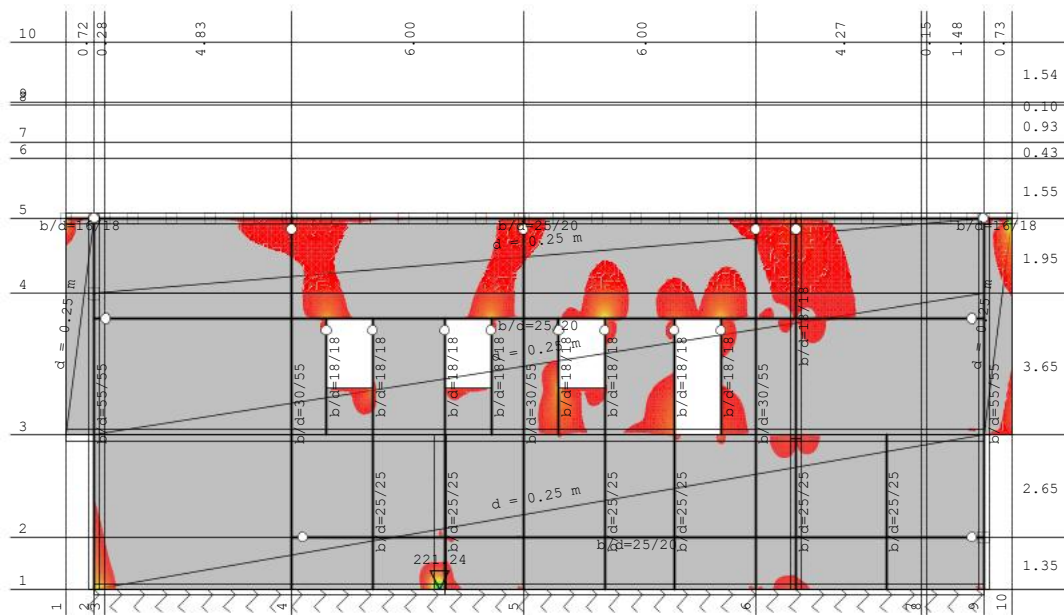 10
0.72
0.28
4.83
6.00
6.00
4.27
0.15
1.48
0.73
1.54
9
8
0.10
7
0.93
6
0.43
1.55
5
b/d=16/18
b/d=25/20
b/d=16/18
d = 0.25 m
1.95
4
b/d=25/20
b/d=18/18
d = 0.25 m
d = 0.25 m
d = 0.25 m
b/d=18/18
b/d=18/18
b/d=18/18
b/d=18/18
b/d=18/18
b/d=18/18
b/d=18/18
b/d=18/18
3.65
b/d=55/55
b/d=30/55
b/d=30/55
b/d=30/55
b/d=55/55
3
d = 0.25 m
2.65
b/d=25/25
b/d=25/25
b/d=25/25
b/d=25/25
b/d=25/25
b/d=25/25
2
b/d=25/20
221.24
1.35
1
1
2
3
4
5
6
7
8
9
10